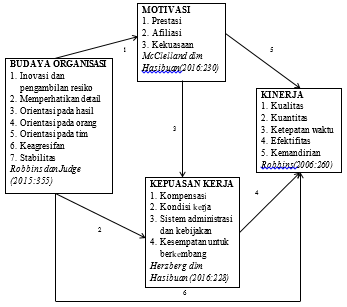 MOTIVASI
1. Prestasi
2. Afiliasi
3. Kekuasaan
McClelland dlm
Hasibuan(2016:230)
1
5
BUDAYA ORGANISASI
1. Inovasi dan
pengambilan resiko
2. Memperhatikan detail
3. Orientasi pada hasil
4. Orientasi pada orang
5. Orientasi pada tim
6. Keagresifan
7. Stabilitas
Robbins danJudge
(2015:355)
3
KINERJA
1. Kualitas
2. Kuantitas
3. Ketepatan waktu
4. Efektifitas
5. Kemandirian
Robbins(2006:260)
2
4
KEPUASAN KERJA
1. Kompensasi
2. Kondisi kerja
3. Sistem administrasi
dan kebijakan
4. Kesempatan untuk
berkembang
Herzberg dlm
Hasibuan (2016:228)
6